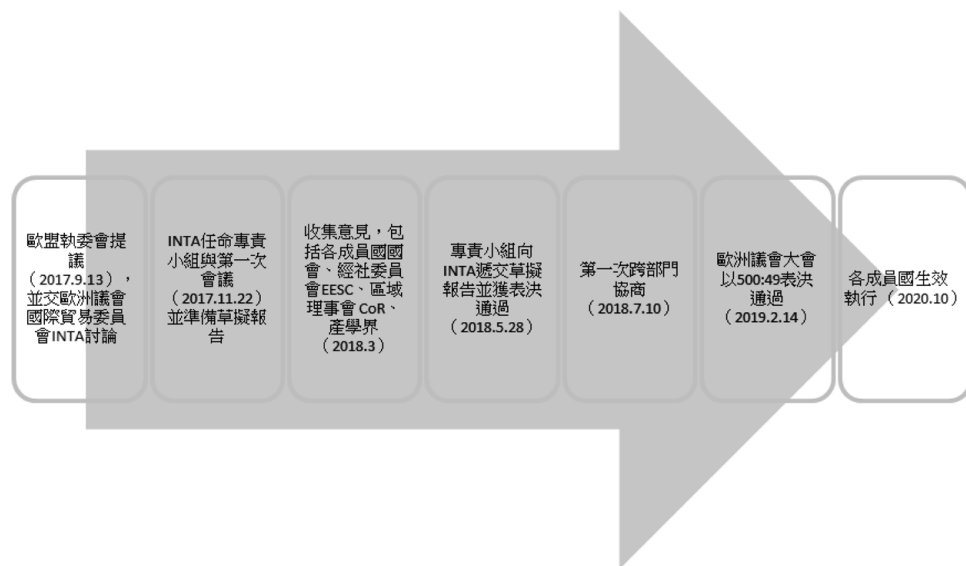 歐盟執委會提
議
（2017.9.13），
並交歐洲議會
國際貿易委員
會INTA討論
INTA任命專責
小組與第一次
會議
（2017.11.22）
並準備草擬報
告
收集意見，包
括各成員國國
會、經社委員
會EESC、區域
理事會 CoR、
產學界
（2018.3）
專責小組向
INTA遞交草擬
報告並獲表決
通過
（2018.5.28）
第一次跨部門
協商
（2018.7.10）
歐洲議會大會
以500:49表決
通過
（2019.2.14）
各成員國生效
執行（2020.10）